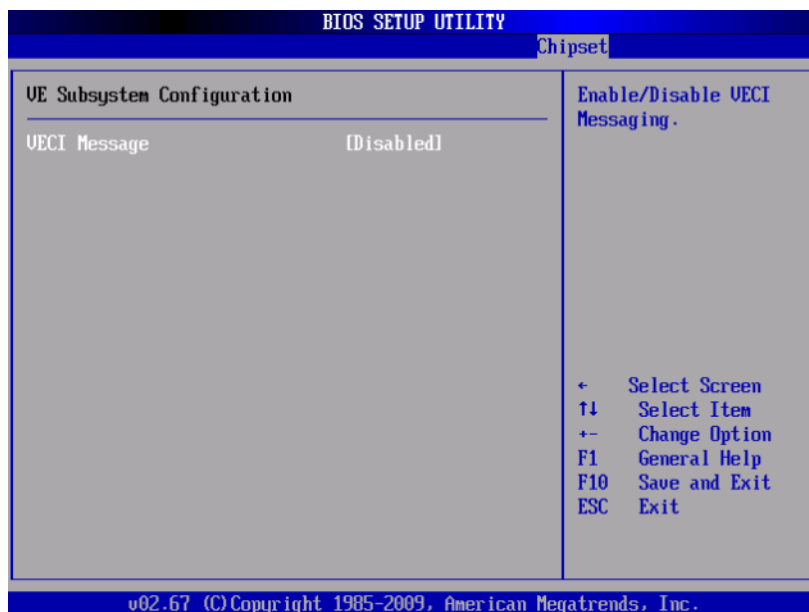 BIOS SETUP UTILITY
Chipset
VE Subsystem Configuration
VECI Message [Disabled]
Enable/Disable VECI
Messaging.
← Select Screen
↑↓ Select Item
+- Change Option
F1 General Help
F10 Save and Exit
ESC Exit
v02.67 (C)Copyright 1985-2009, American Megatrends, Inc.